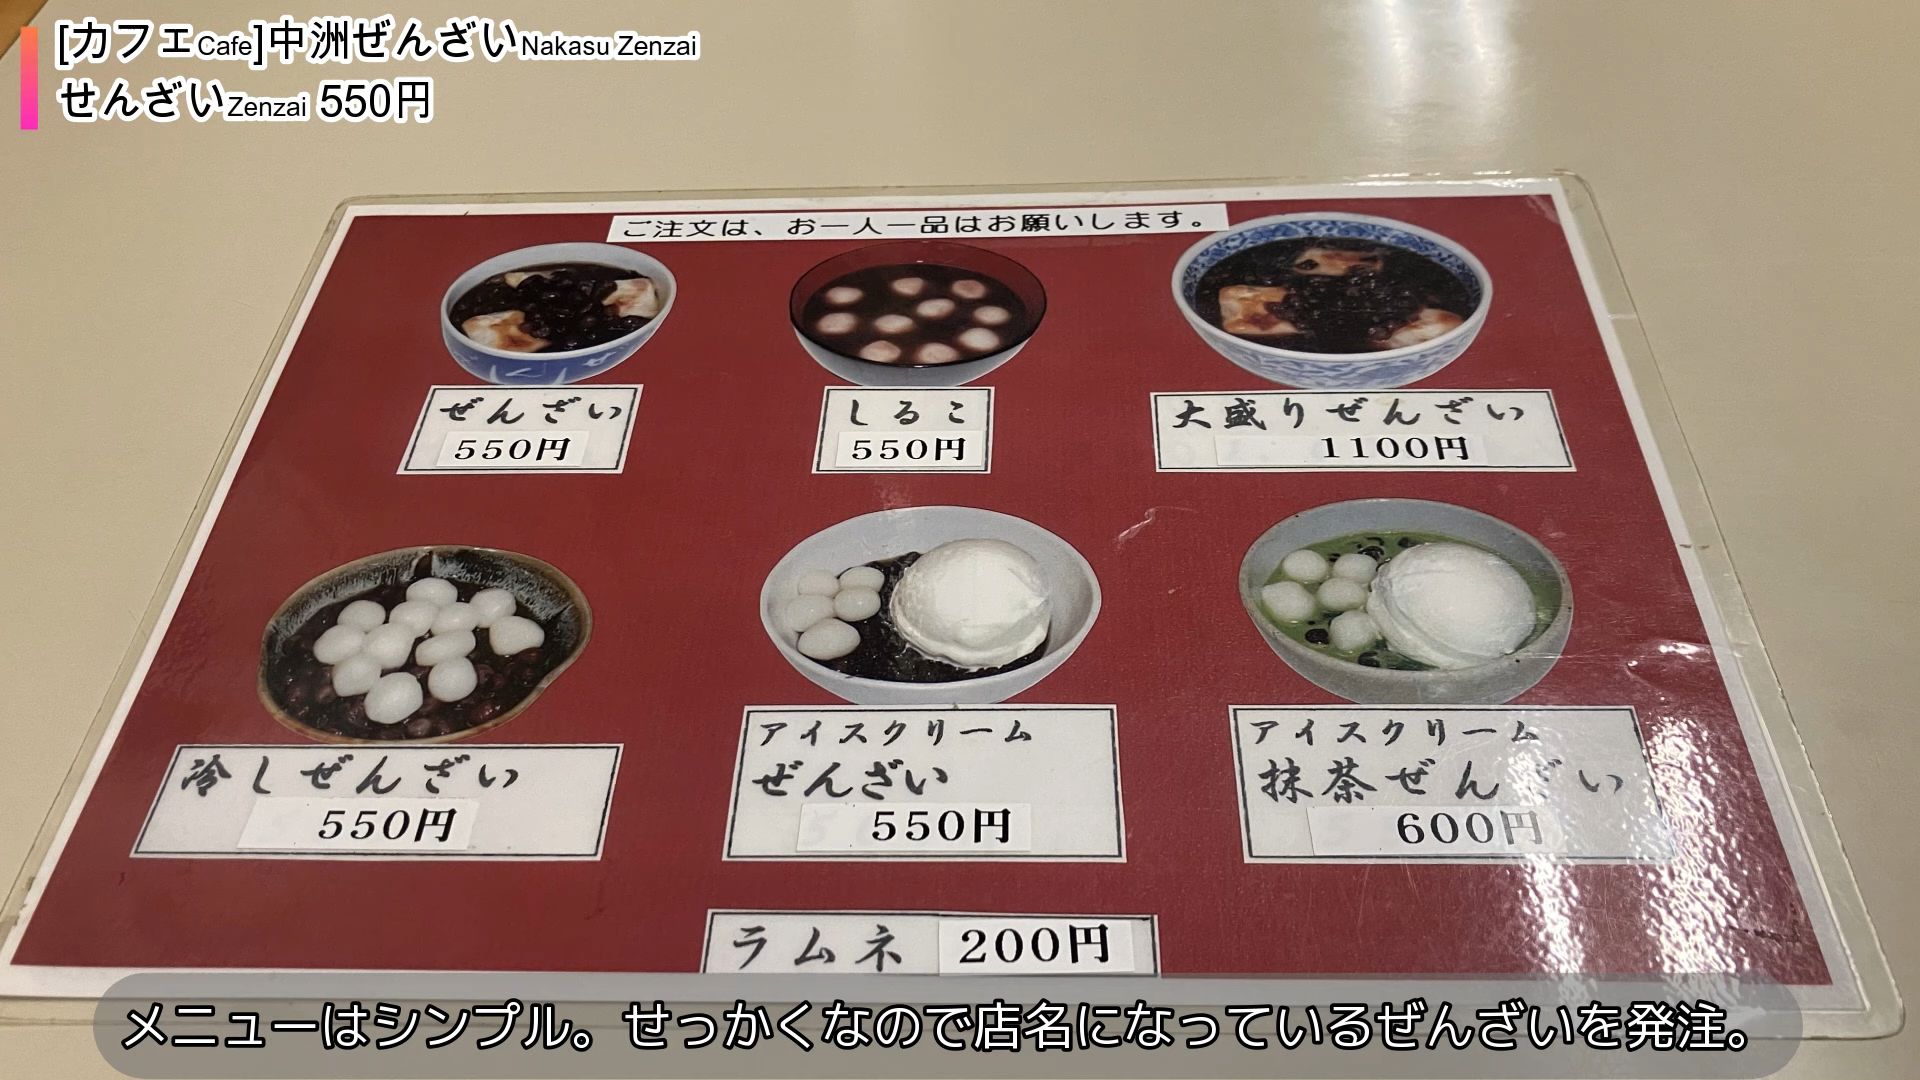 [カフェCafe]中洲ぜんざいNakasu Zenzai
せんざいZenzai 550円
ご注文は、お一人一品はお願いします。
ぜんざい
550円
しるこ
550円
大盛りぜんざい
1100円
冷しぜんざい
550円
アイスクリーム
ぜんざい
550円
アイスクリーム
抹茶ぜんざい
600円
ラムネ 200円
メニューはシンプル。せっかくなので店名になっているぜんざいを発注。